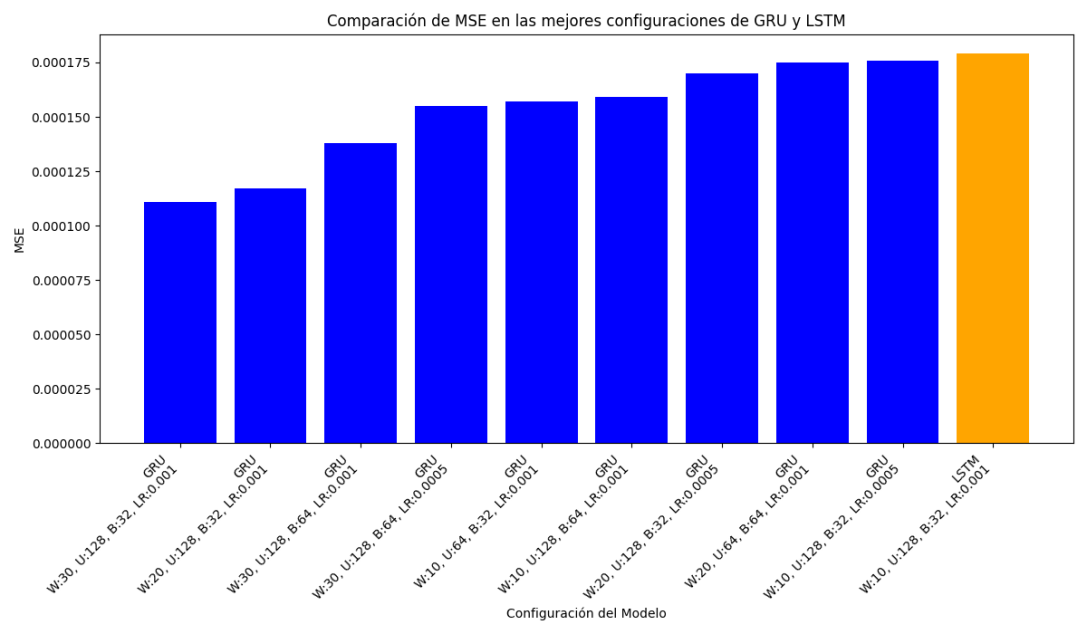 Comparación de MSE en las mejores configuraciones de GRU y LSTM
MSE
0.000175
0.000150
0.000125
0.000100
0.000075
0.000050
0.000025
0.000000
GRU
W:30, U:128, B:32, LR:0.001
GRU
W:20, U:128, B:32, LR:0.001
GRU
W:30, U:128, B:64, LR:0.001
GRU
W:30, U:128, B:64, LR:0.0005
GRU
W:10, U:64, B:32, LR:0.001
GRU
W:10, U:128, B:64, LR:0.001
GRU
W:20, U:128, B:32, LR:0.0005
GRU
W:20, U:64, B:64, LR:0.001
GRU
W:10, U:128, B:32, LR:0.0005
LSTM
W:10, U:128, B:32, LR:0.001
Configuración del Modelo